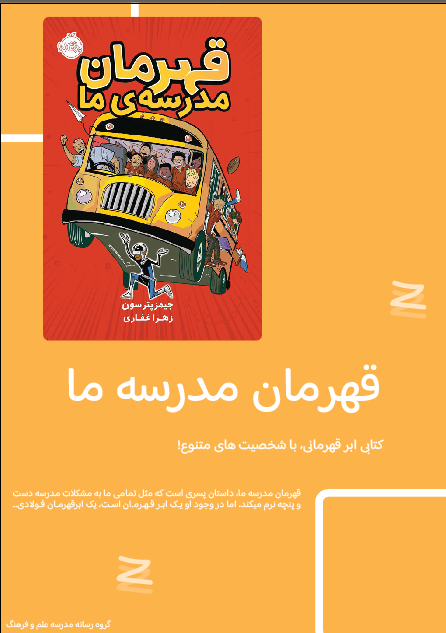 قهرمان
مدرسه‌ی ما
جیمز پترسون
زهرا غفاری
قهرمان مدرسه ما
کتابی ابر قهرمانی، با شخصیت های متنوع!
قهرمان مدرسه ما، داستان پسری است که مثل تمامی ما به مشکلات مدرسه دست
و پنجه نرم میکند. اما در وجود او یک ابر قهرمان است، یک ابرقهرمان فولادی...
گروه رسانه مدرسه علم و فرهنگ